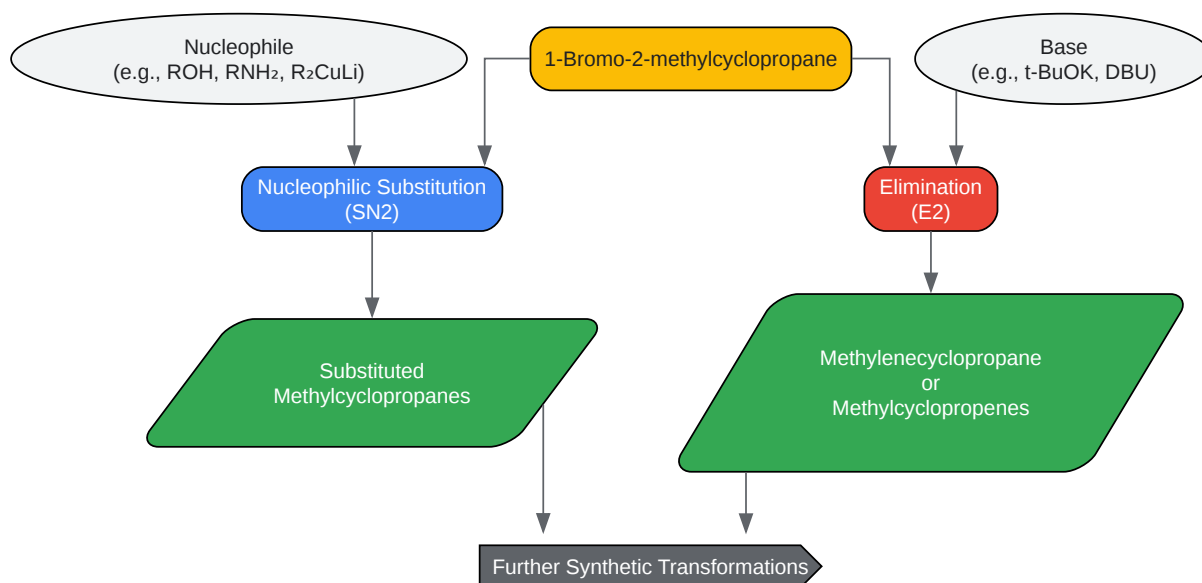 Nucleophile
(e.g., ROH, RNH₂, R₂CuLi)
1-Bromo-2-methylcyclopropane
Base
(e.g., t-BuOK, DBU)
Nucleophilic Substitution
(SN2)
Elimination
(E2)
Substituted
Methylcyclopropanes
Methylenecyclopropane
or
Methylcyclopropenes
Further Synthetic Transformations